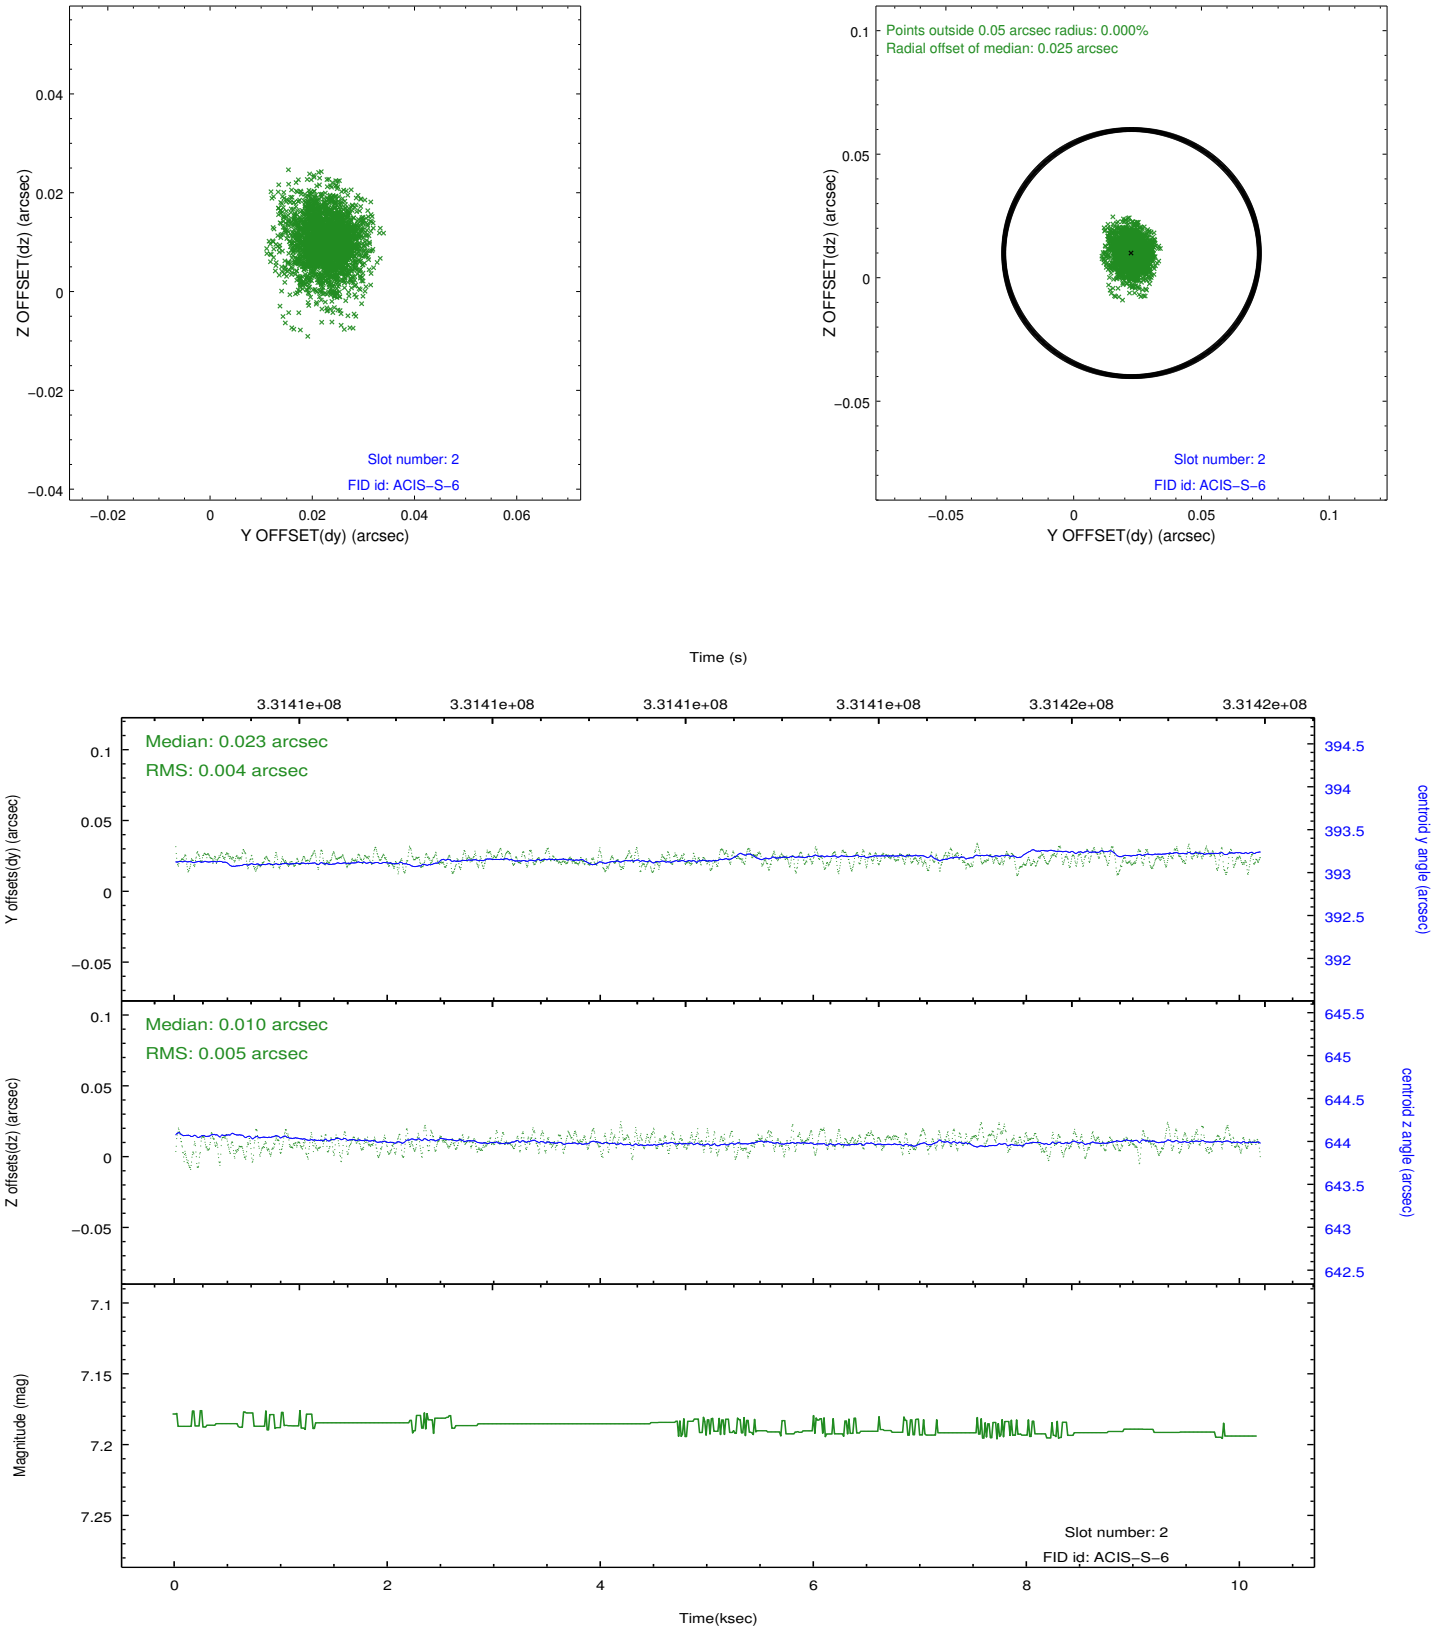 0.04
0.02
0
−0.02
−0.04
Z OFFSET(dz) (arcsec)
Slot number: 2
FID id: ACIS−S−6
−0.02 0 0.02 0.04 0.06
Y OFFSET(dy) (arcsec)
Points outside 0.05 arcsec radius: 0.000%
Radial offset of median: 0.025 arcsec
0.1
0.05
0
−0.05
Z OFFSET(dz) (arcsec)
Slot number: 2
FID id: ACIS−S−6
−0.05 0 0.05 0.1
Y OFFSET(dy) (arcsec)
Time (s)
3.3141e+08 3.3141e+08 3.3141e+08 3.3141e+08 3.3142e+08 3.3142e+08
Median: 0.023 arcsec
RMS: 0.004 arcsec
0.1
0.05
0
−0.05
Y offsets(dy) (arcsec)
394.5
394
393.5
393
392.5
392
centroid y angle (arcsec)
Median: 0.010 arcsec
RMS: 0.005 arcsec
0.1
0.05
0
−0.05
Z offsets(dz) (arcsec)
645.5
645
644.5
644
643.5
643
642.5
centroid z angle (arcsec)
7.1
7.15
7.2
7.25
Magnitude (mag)
Slot number: 2
FID id: ACIS−S−6
0 2 4 6 8 10
Time(ksec)